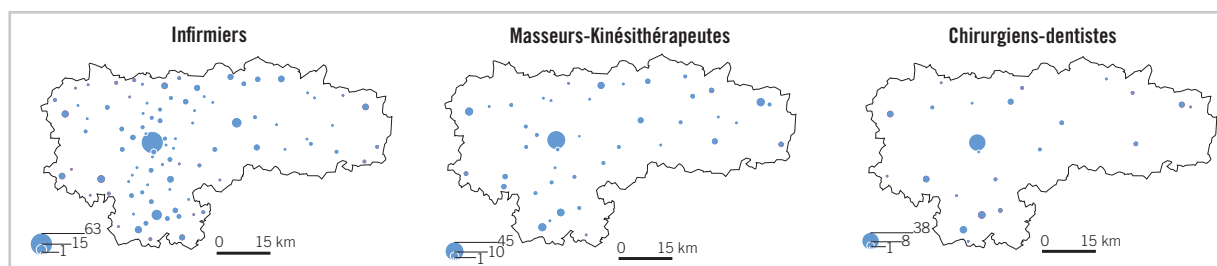 Infirmiers
63
15
1
0 15 km
Masseurs-Kinésithérapeutes
45
10
1
0 15 km
Chirurgiens-dentistes
38
8
1
0 15 km